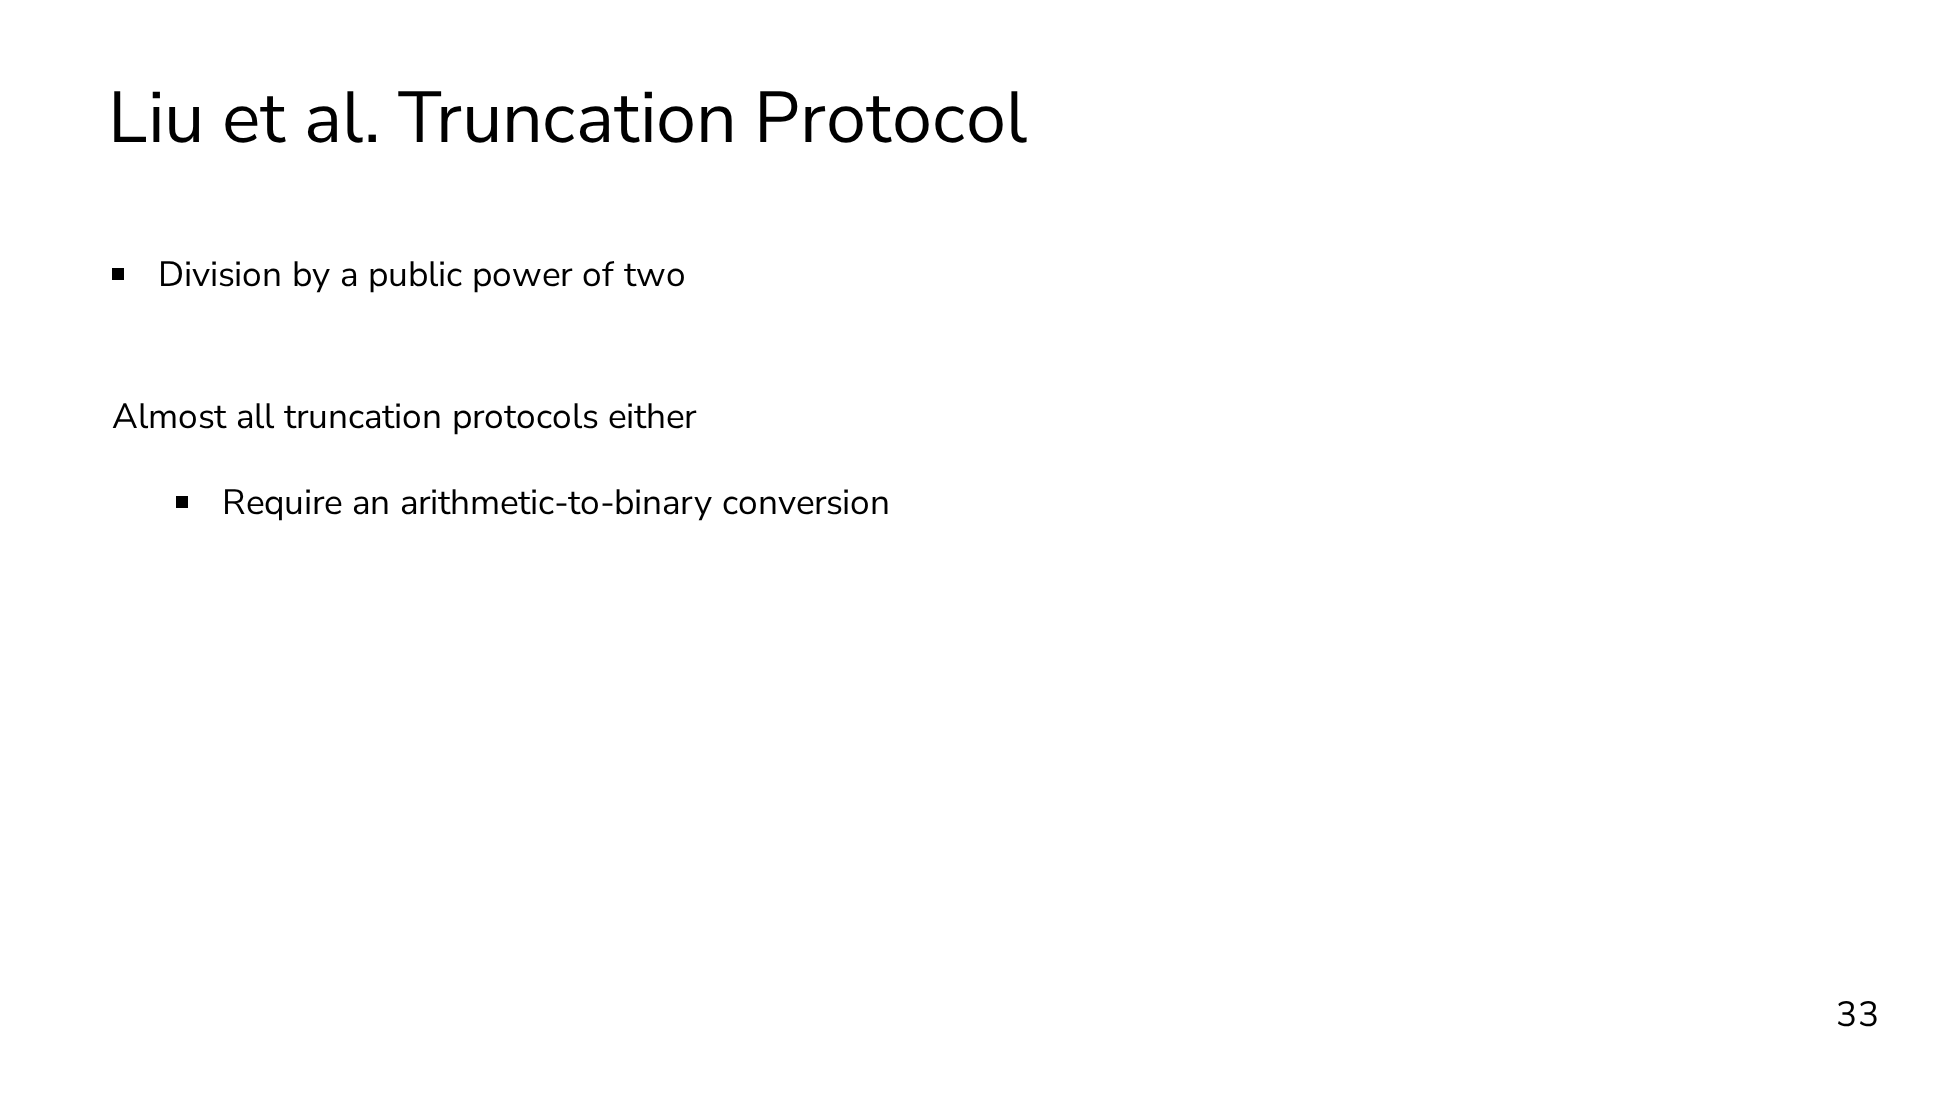 Liu et al. Truncation Protocol
▪ Division by a public power of two
Almost all truncation protocols either
▪ Require an arithmetic-to-binary conversion
33